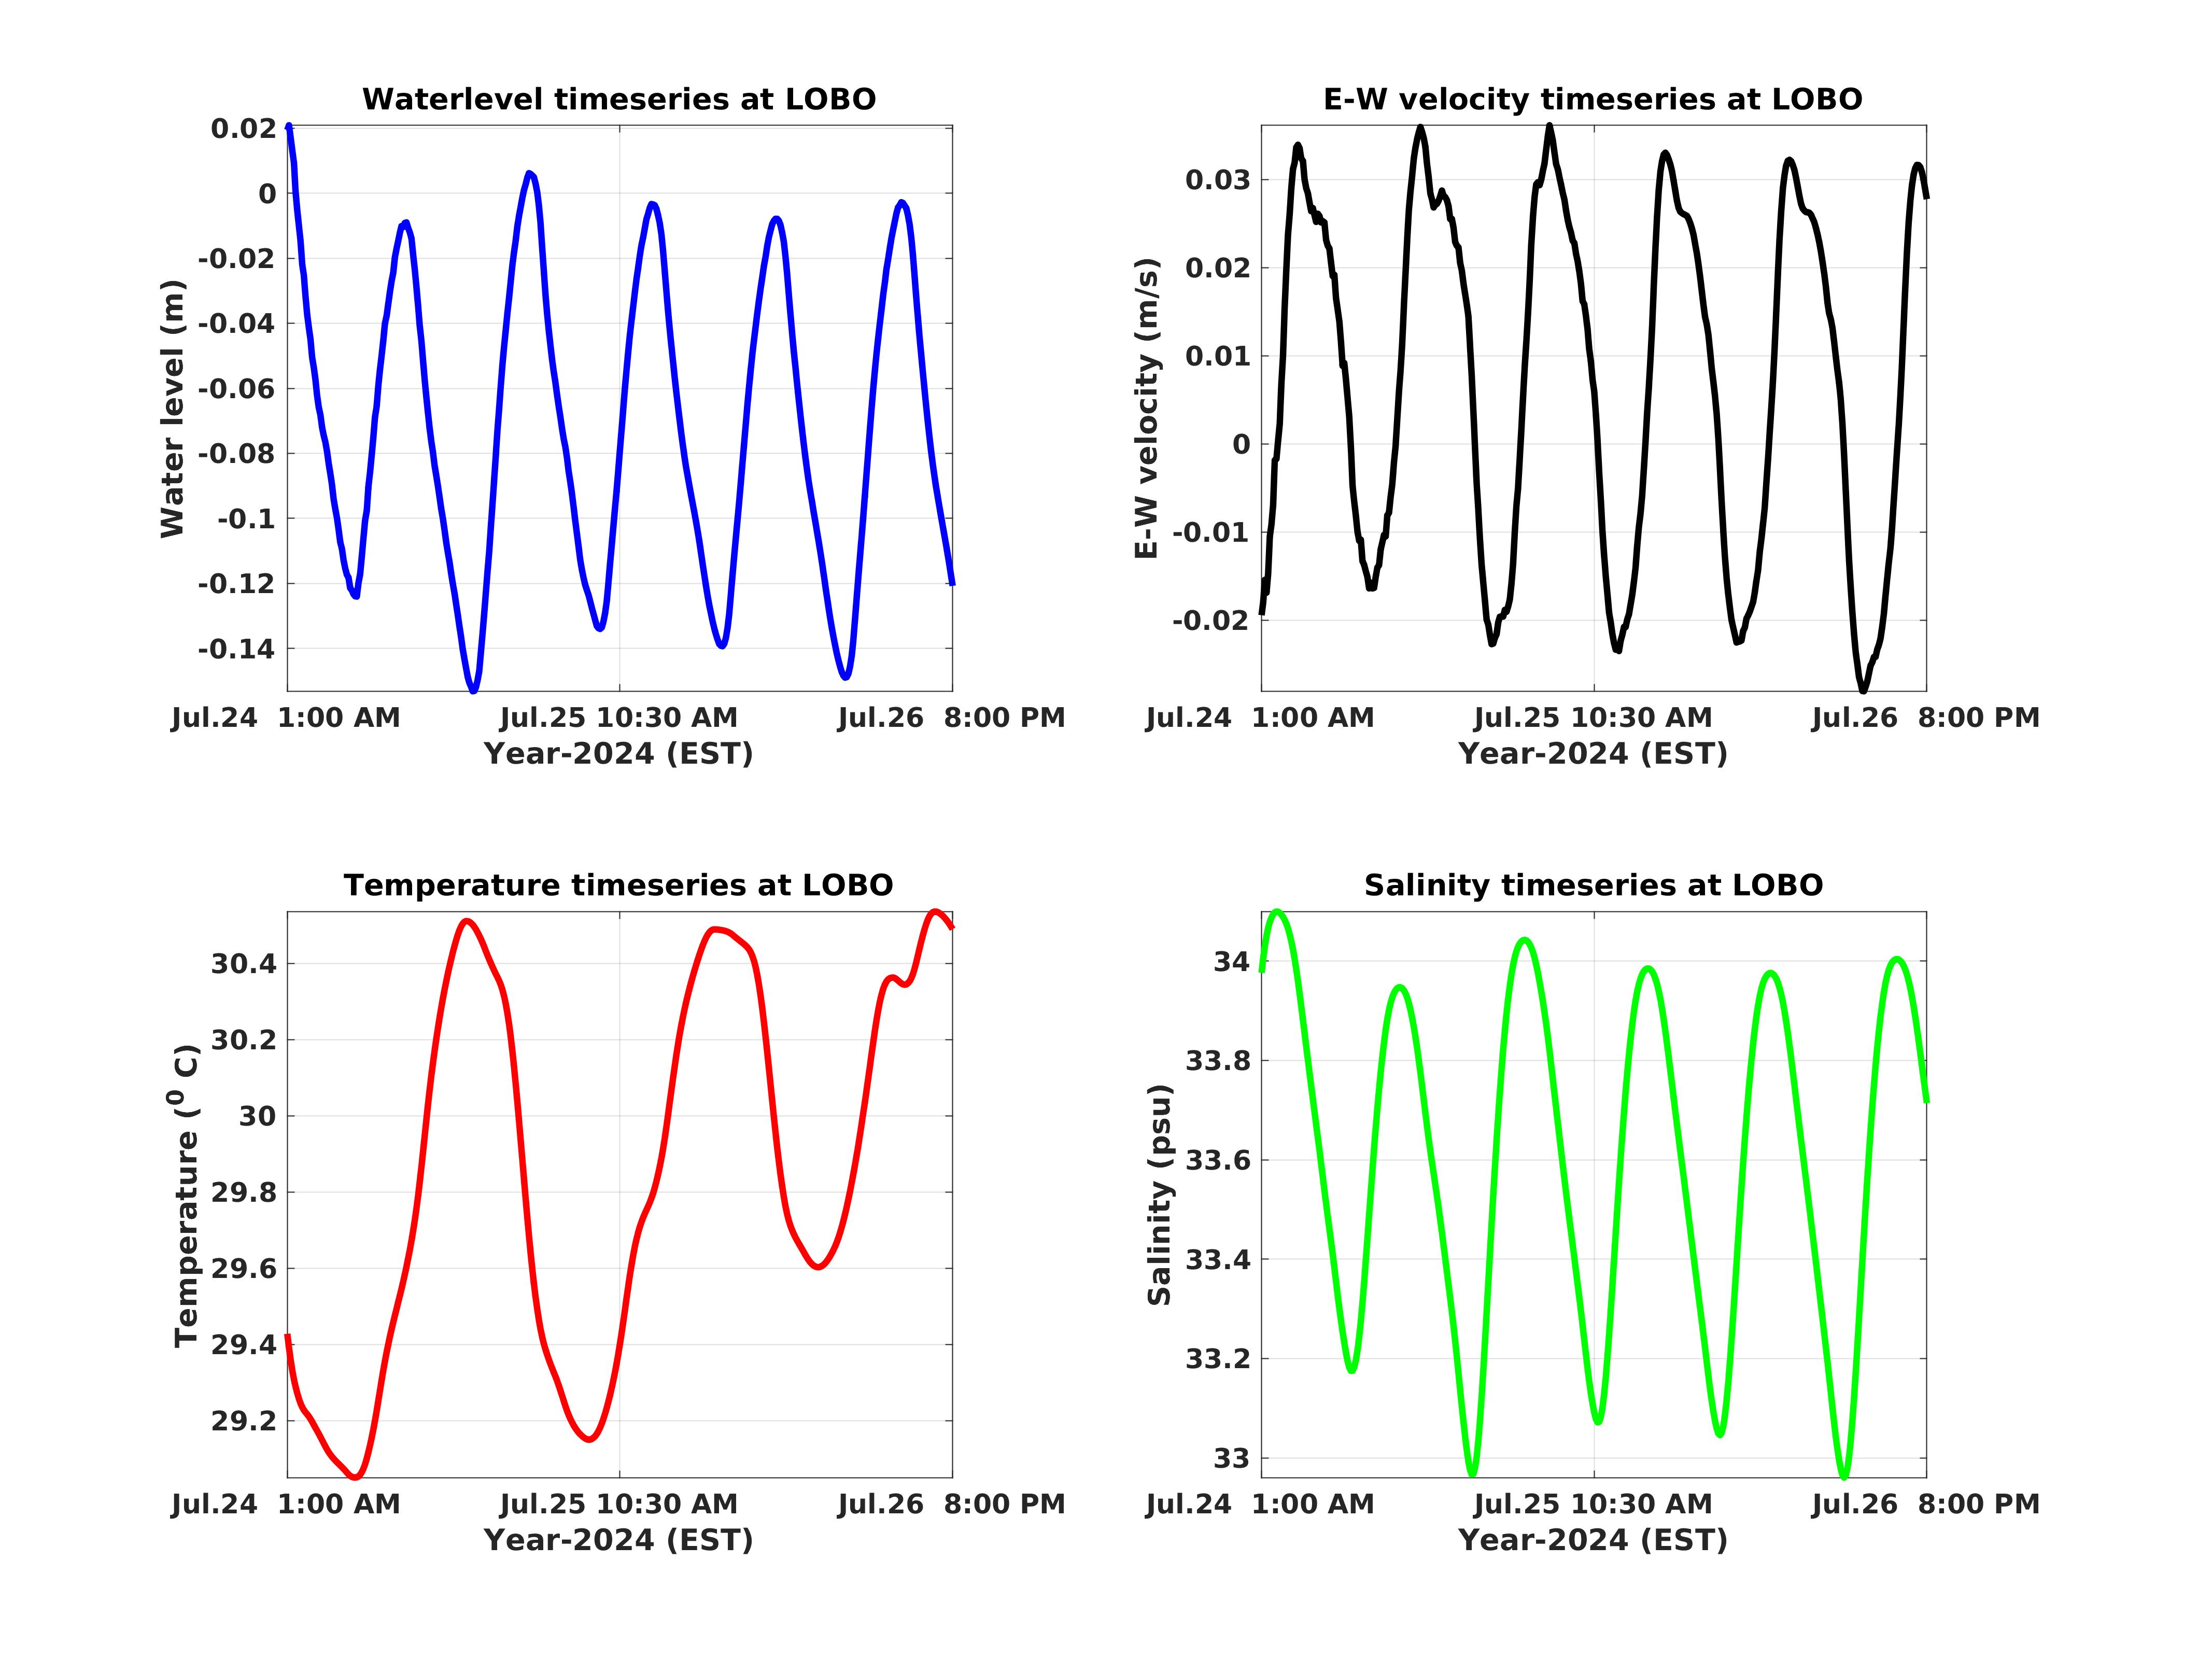 Waterlevel timeseries at LOBO
0.02
0
-0.02
-0.04
-0.06
-0.08
-0.1
-0.12
-0.14
Water level (m)
Jul.24 1:00 AM
Jul.25 10:30 AM
Jul.26 8:00 PM
Year-2024 (EST)
E-W velocity timeseries at LOBO
0.03
0.02
0.01
0
-0.01
-0.02
E-W velocity (m/s)
Jul.24 1:00 AM
Jul.25 10:30 AM
Jul.26 8:00 PM
Year-2024 (EST)
Temperature timeseries at LOBO
30.4
30.2
30
29.8
29.6
29.4
29.2
Temperature (⁰ C)
Jul.24 1:00 AM
Jul.25 10:30 AM
Jul.26 8:00 PM
Year-2024 (EST)
Salinity timeseries at LOBO
34
33.8
33.6
33.4
33.2
33
Salinity (psu)
Jul.24 1:00 AM
Jul.25 10:30 AM
Jul.26 8:00 PM
Year-2024 (EST)